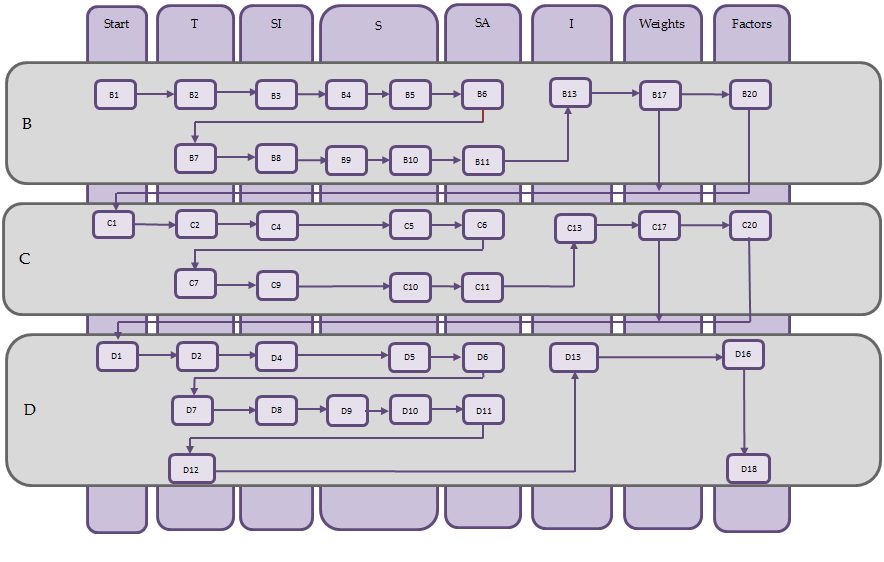 Start T SI S SA I Weights Factors
B1 B2 B3 B4 B5 B6 B13 B17 B20
B
B7 B8 B9 B10 B11
C1 C2 C4 C5 C6 C13 C17 C20
C
C7 C9 C10 C11
D1 D2 D4 D5 D6 D13 D16
D
D7 D8 D9 D10 D11
D12 D18